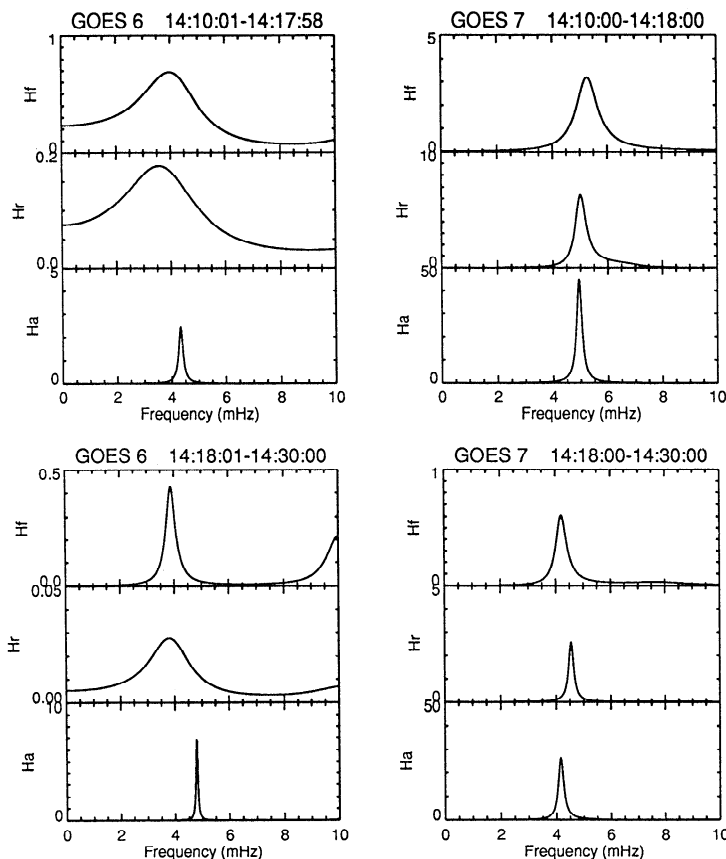 GOES 6 14:10:01-14:17:58
1
Hf
0
0.2
Hr
0.0
5
Ha
0
0 2 4 6 8 10
Frequency (mHz)
GOES 7 14:10:00-14:18:00
5
Hf
0
10
Hr
0
50
Ha
0
0 2 4 6 8 10
Frequency (mHz)
GOES 6 14:18:01-14:30:00
0.5
Hf
0.0
0.05
Hr
0.00
10
Ha
0
0 2 4 6 8 10
Frequency (mHz)
GOES 7 14:18:00-14:30:00
1
Hf
0
5
Hr
0
50
Ha
0
0 2 4 6 8 10
Frequency (mHz)